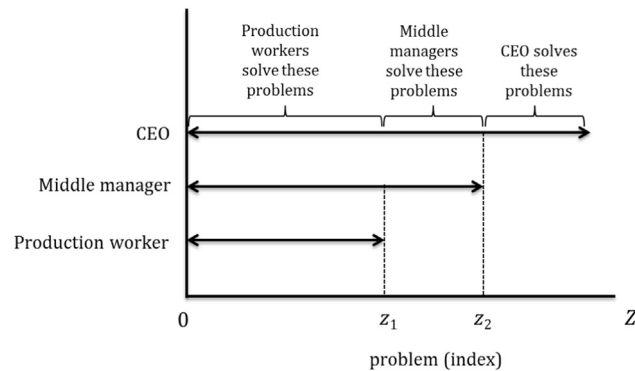 Production
workers
solve these
problems
Middle
managers
solve these
problems
CEO solves
these
problems
CEO
Middle manager
Production worker
0
z1
z2
Z
problem (index)